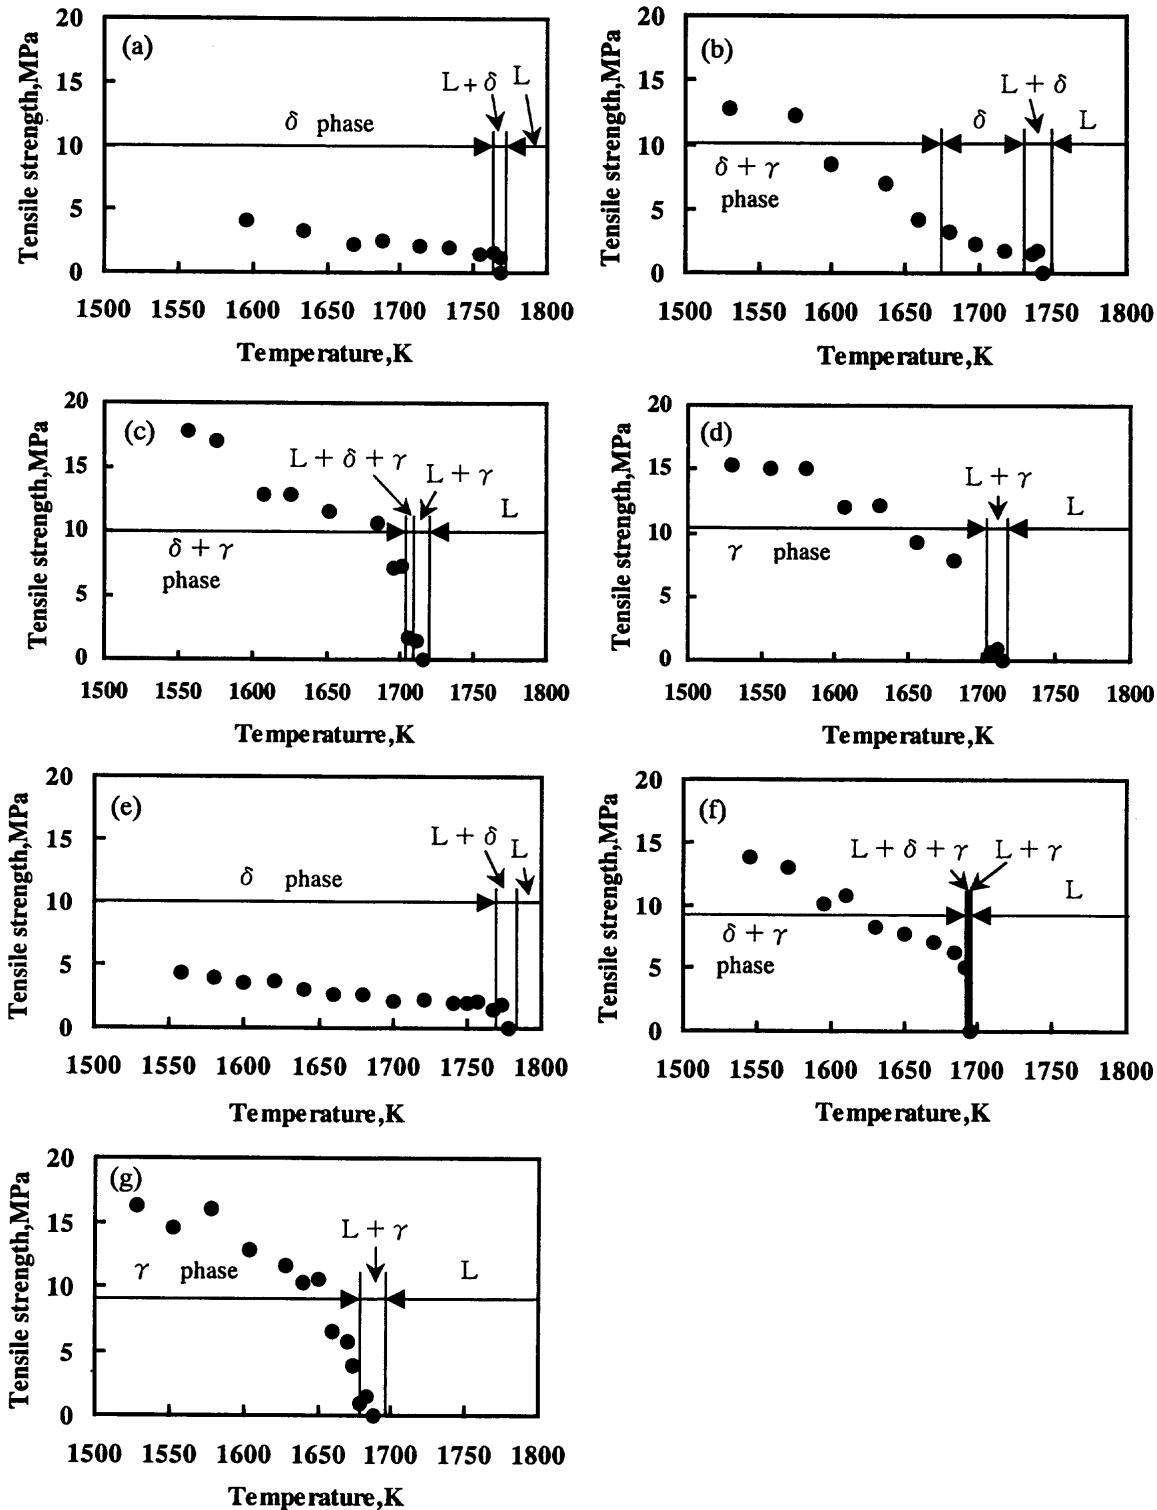 (a)
Tensile strength,MPa
20
15
10
5
0
δ phase
L+δ
L
1500 1550 1600 1650 1700 1750 1800
Temperature,K
(b)
Tensile strength,MPa
20
15
10
5
0
δ + γ
phase
δ
L + δ
L
1500 1550 1600 1650 1700 1750 1800
Temperature,K
(c)
Tensile strength,MPa
20
15
10
5
0
L + δ + γ
L + γ
L
δ + γ
phase
1500 1550 1600 1650 1700 1750 1800
Temperaturre,K
(d)
Tensile strength,MPa
20
15
10
5
0
L + γ
L
γ phase
1500 1550 1600 1650 1700 1750 1800
Temperature,K
(e)
Tensile strength,MPa
20
15
10
5
0
L + δ
L
δ phase
1500 1550 1600 1650 1700 1750 1800
Temperature,K
(f)
Tensile strength,MPa
20
15
10
5
0
L + δ + γ
L + γ
L
δ + γ
phase
1500 1550 1600 1650 1700 1750 1800
Temperature,K
(g)
Tensile strength,MPa
20
15
10
5
0
L + γ
γ phase
L
1500 1550 1600 1650 1700 1750 1800
Temperature,K